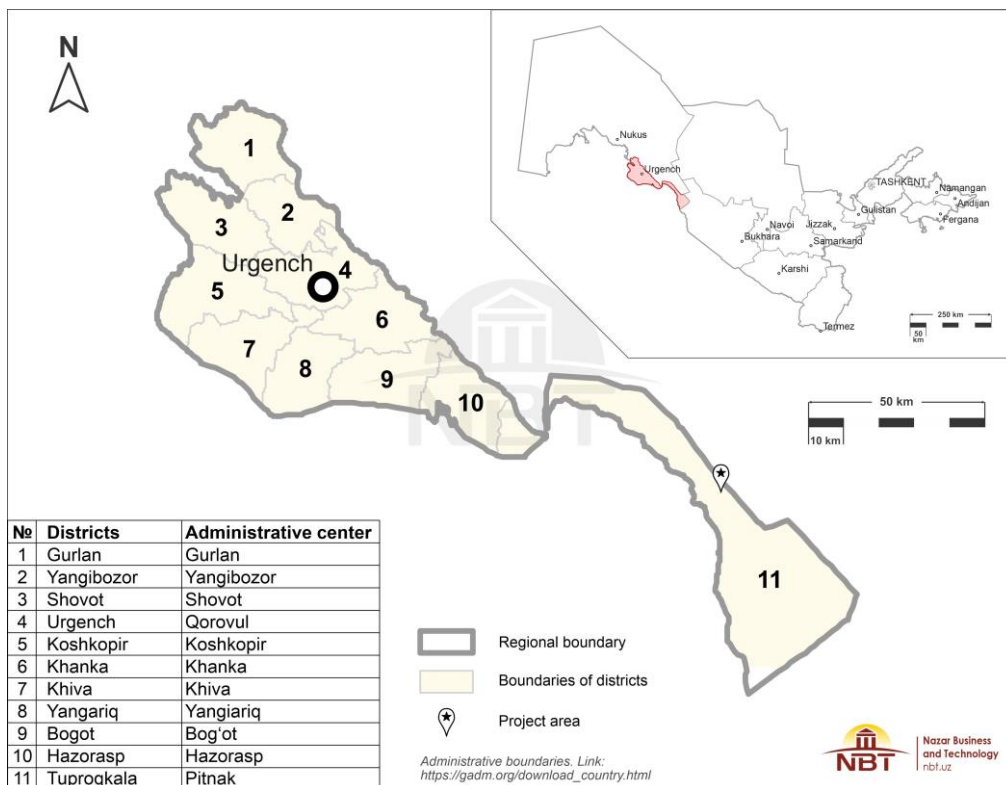 N
1
2
3
Urgench
4
5
6
7
8
9
10
11
NBT
Nukus
Urgench
TASHKENT
Namangan
Andijan
Fergana
Gulistan
Navoi
Jizzak
Bukhara
Samarkand
Karshi
Termez
250 km
50 km
50 km
10 km
№ Districts Administrative center
1 Gurlan Gurlan
2 Yangibozor Yangibozor
3 Shovot Shovot
4 Urgench Qorovul
5 Koshkopir Koshkopir
6 Khanka Khanka
7 Khiva Khiva
8 Yangariq Yangiariq
9 Bogot Bog‘ot
10 Hazorasp Hazorasp
11 Tuprogkala Pitnak
Regional boundary
Boundaries of districts
Project area
Administrative boundaries. Link:
https://gadm.org/download_country.html
NBT
Nazar Business
and Technology
nbt.uz